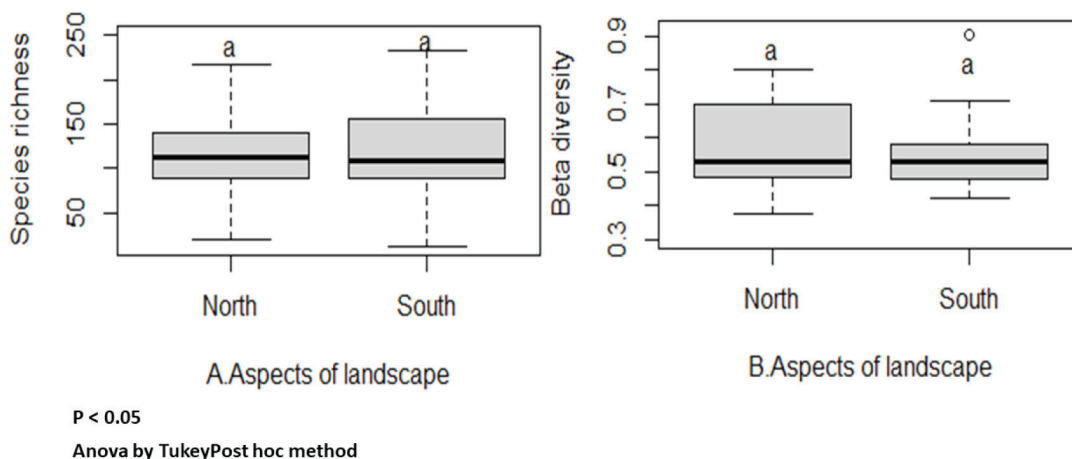 Species richness
250
150
50
a
a
North
South
A.Aspects of landscape
Beta diversity
0.9
0.7
0.5
0.3
a
a
North
South
B.Aspects of landscape
P < 0.05
Anova by TukeyPost hoc method